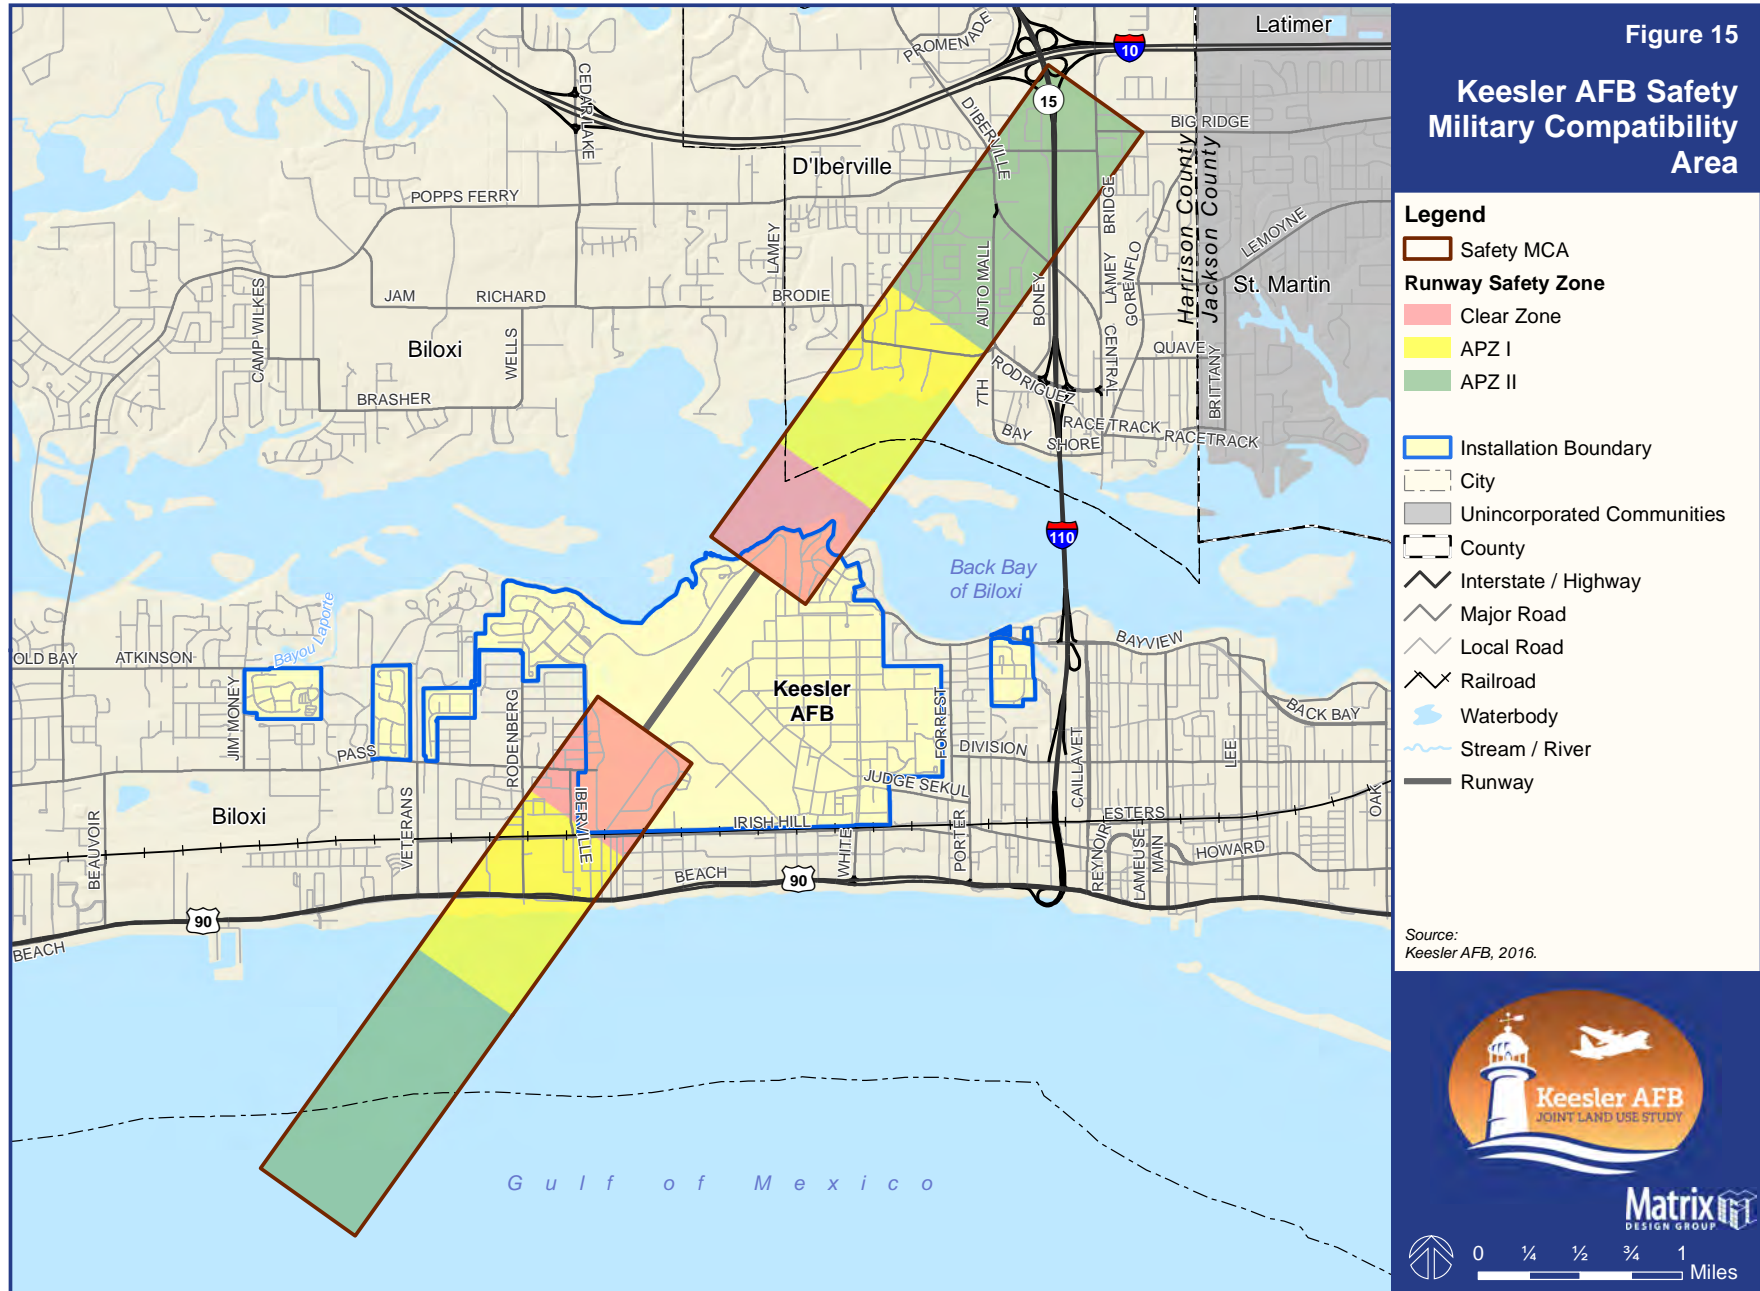 Figure 15
Keesler AFB Safety
Military Compatibility
Area
Legend
Safety MCA
Runway Safety Zone
Clear Zone
APZ I
APZ II
Installation Boundary
City
Unincorporated Communities
County
Interstate / Highway
Major Road
Local Road
Railroad
Waterbody
Stream / River
Runway
Source:
Keesler AFB, 2016.
Keesler AFB
JOINT LAND USE STUDY
Matrix
DESIGN GROUP
0 ¼ ½ ¾ 1
Miles
Latimer
PROMENADE
10
CEDAR LAKE
15
D'IBERVILLE
BIG RIDGE
D'Iberville
POPPS FERRY
BRIDGE
Harrison County
Jackson County
LEMOYNE
LAMEY
AUTO MALL
BONEY
LAMEY
GORENFLO
St. Martin
CAMP WILKES
JAM
RICHARD
BRODIE
Biloxi
WELLS
CENTRAL
QUAVE
BRITTANY
BRASHER
7TH
RODRIGUEZ
RACE TRACK
RACETRACK
BAY
SHORE
110
Back Bay
of Biloxi
Bayou Laporte
OLD BAY
ATKINSON
BAYVIEW
JIM MONEY
RODENBERG
Keesler
AFB
FORREST
BACK BAY
PASS
DIVISION
CAILLAVET
LEE
JUDGE SEKUL
Biloxi
BEAUVOIR
VETERANS
IBERVILLE
IRISH HILL
WHITE
PORTER
ESTERS
OAK
REYNOIR
LAMEUSE
MAIN
HOWARD
BEACH
90
90
BEACH
Gulf of Mexico